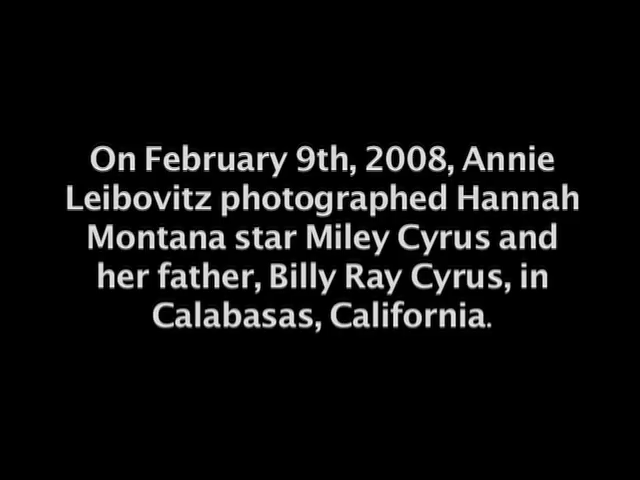 On February 9th, 2008, Annie
Leibovitz photographed Hannah
Montana star Miley Cyrus and
her father, Billy Ray Cyrus, in
Calabasas, California.